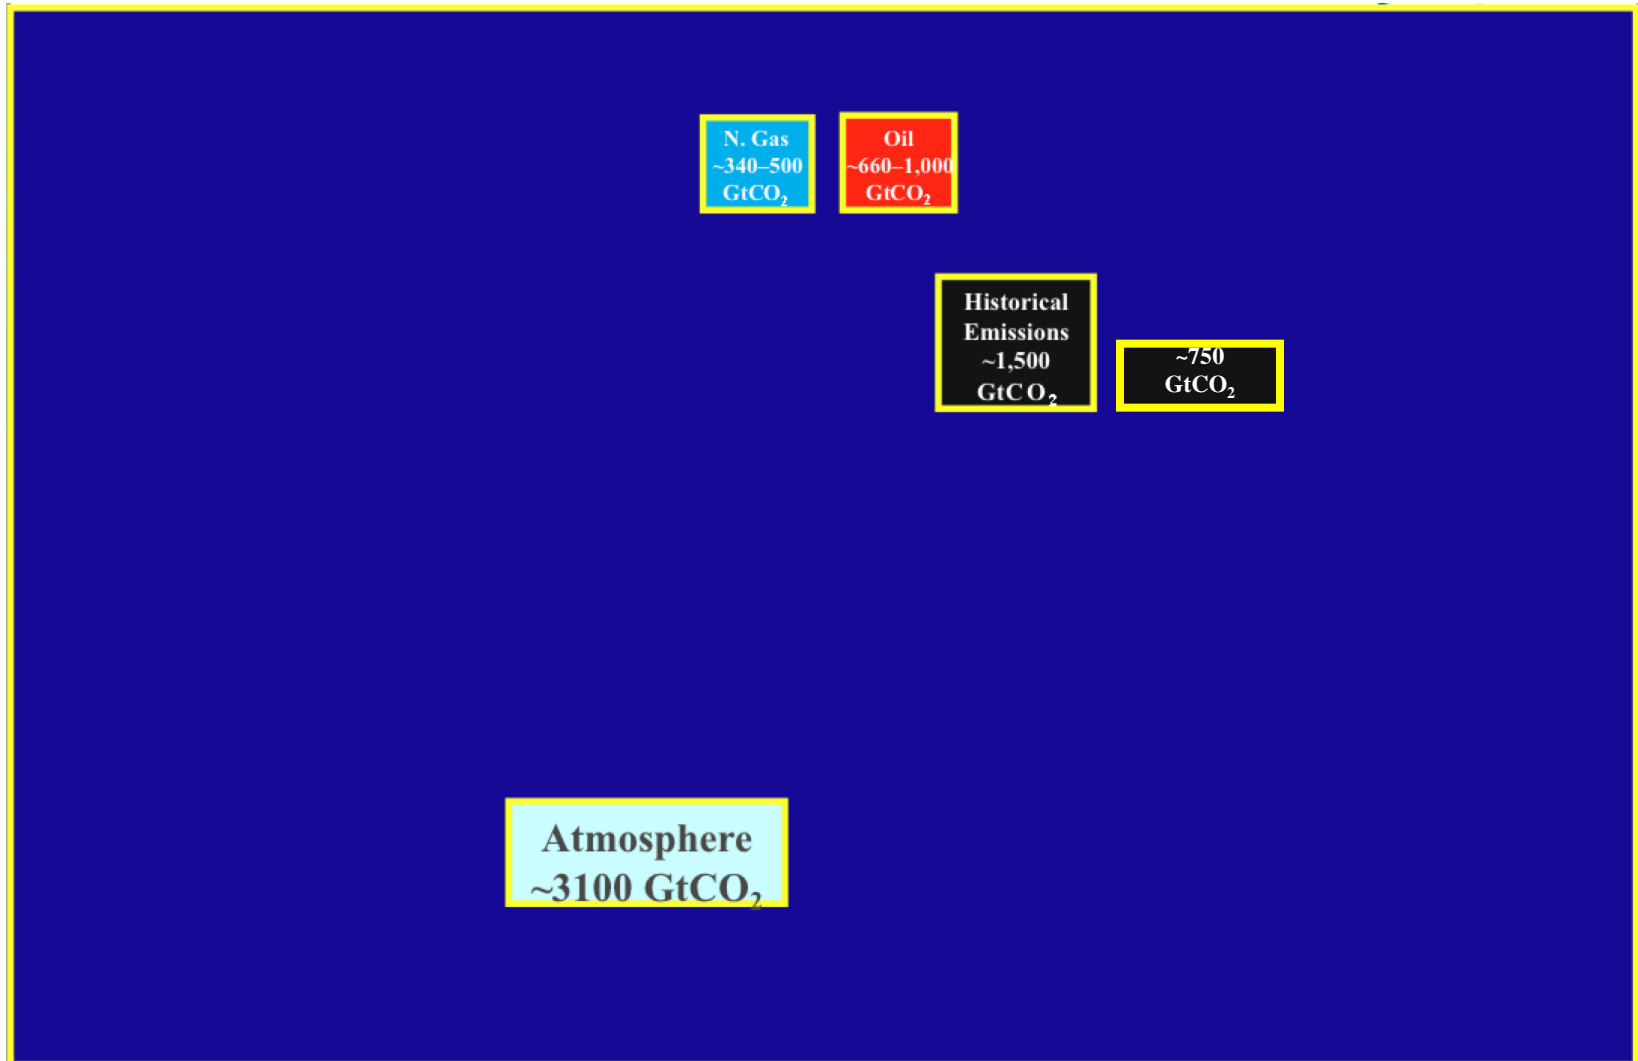 N. Gas
~340–500
GtCO₂
Oil
~660–1,000
GtCO₂
Historical
Emissions
~1,500
GtCO₂
~750
GtCO₂
Atmosphere
~3100 GtCO₂